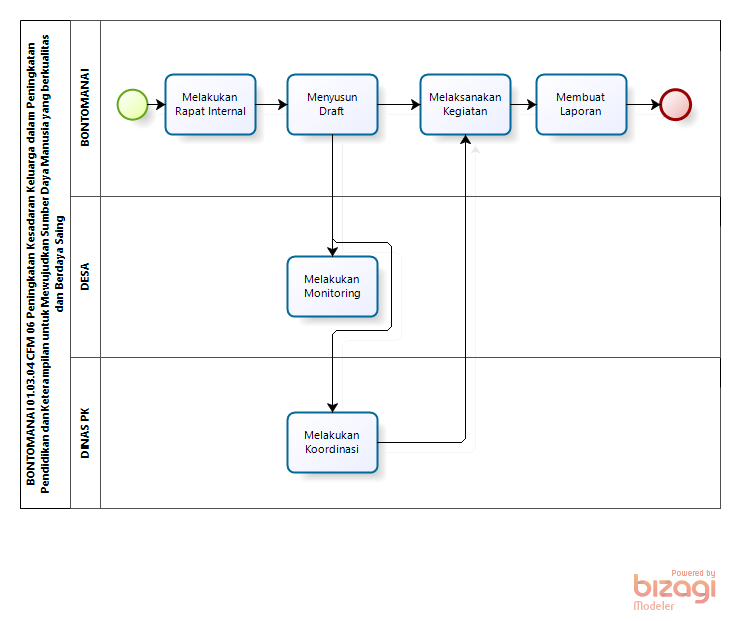 BONTOMANAI 01.03.04 CFM 06 Peningkatan Kesadaran Keluarga dalam Peningkatan
Pendidikan dan Keterampilan untuk Mewujudkan Sumber Daya Manusia yang berkualitas
dan Berdaya Saing
BONTOMANAI
Melakukan
Rapat Internal
Menyusun
Draft
Melaksanakan
Kegiatan
Membuat
Laporan
DESA
Melakukan
Monitoring
DINAS PK
Melakukan
Koordinasi
Powered by
bizagi
Modeler